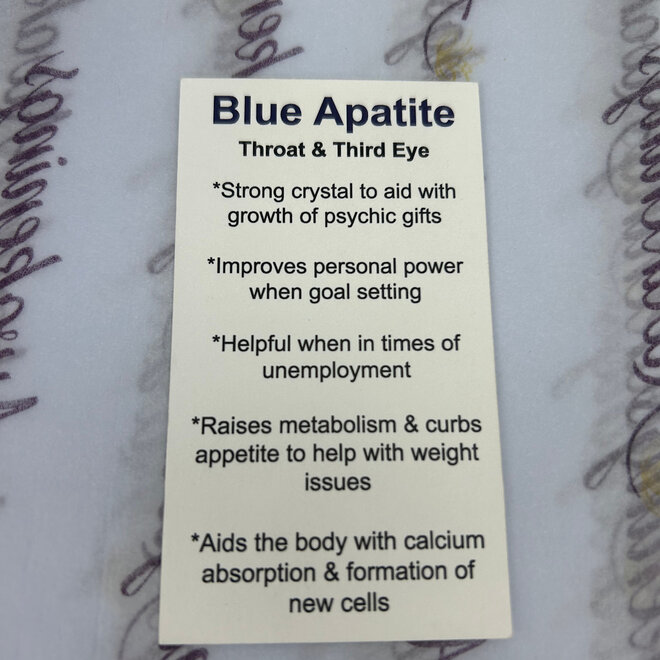 Blue Apatite
Throat & Third Eye
*Strong crystal to aid with
growth of psychic gifts
*Improves personal power
when goal setting
*Helpful when in times of
unemployment
*Raises metabolism & curbs
appetite to help with weight
issues
*Aids the body with calcium
absorption & formation of
new cells